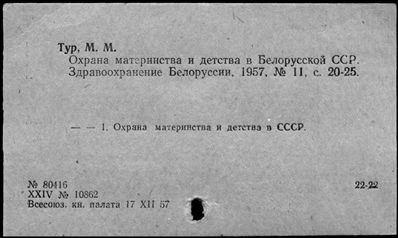 Тур, М. М.
Охрана материнства и детства в Белорусской ССР.
Здравоохранение Белоруссии, 1957, № 11, с. 20-25.
— — 1. Охрана материнства и детства в СССР.
№ 80416 22-22
XXIV № 10862
Всесоюз. кн. палата 17 XII 57